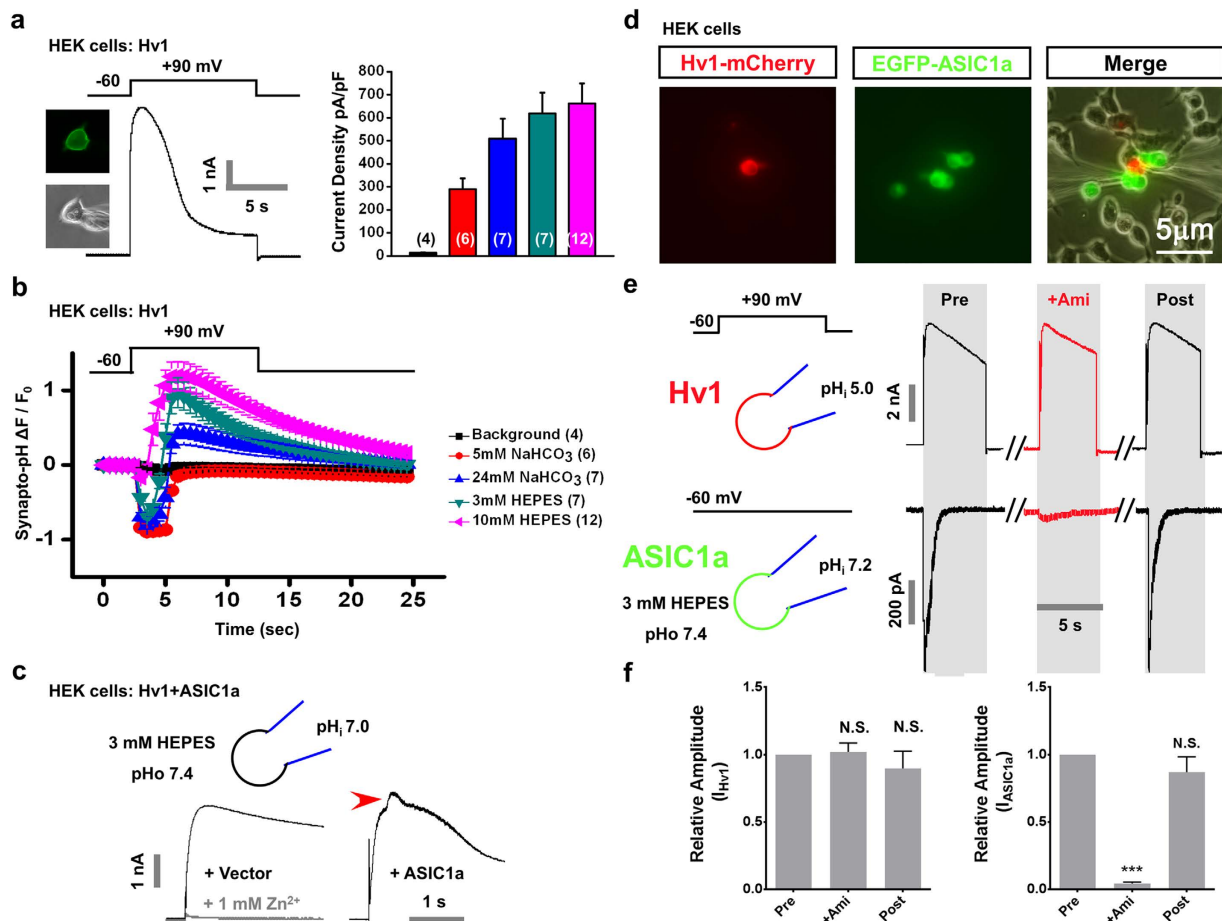 a
HEK cells: Hv1
-60
+90 mV
1 nA
5 s
Current Density pA/pF
800
700
600
500
400
300
200
100
0
(4)
(6)
(7)
(7)
(12)
b
HEK cells: Hv1
+90 mV
-60
Synapto-pH ΔF / F₀
1
0
-1
0
5
10
15
20
25
Time (sec)
Background (4)
5mM NaHCO₃ (6)
24mM NaHCO₃ (7)
3mM HEPES (7)
10mM HEPES (12)
c
HEK cells: Hv1+ASIC1a
3 mM HEPES
pHo 7.4
pHᵢ 7.0
1 nA
+ Vector
+ 1 mM Zn²⁺
+ ASIC1a
1 s
d
HEK cells
Hv1-mCherry
EGFP-ASIC1a
Merge
5μm
e
+90 mV
-60
Hv1
pHᵢ 5.0
Pre
+Ami
Post
2 nA
-60 mV
ASIC1a
pHᵢ 7.2
3 mM HEPES
pHo 7.4
200 pA
5 s
f
Relative Amplitude
(I_Hv1)
1.5
1.0
0.5
0.0
N.S.
N.S.
Pre
+Ami
Post
Relative Amplitude
(I_ASIC1a)
1.5
1.0
0.5
0.0
***
N.S.
Pre
+Ami
Post